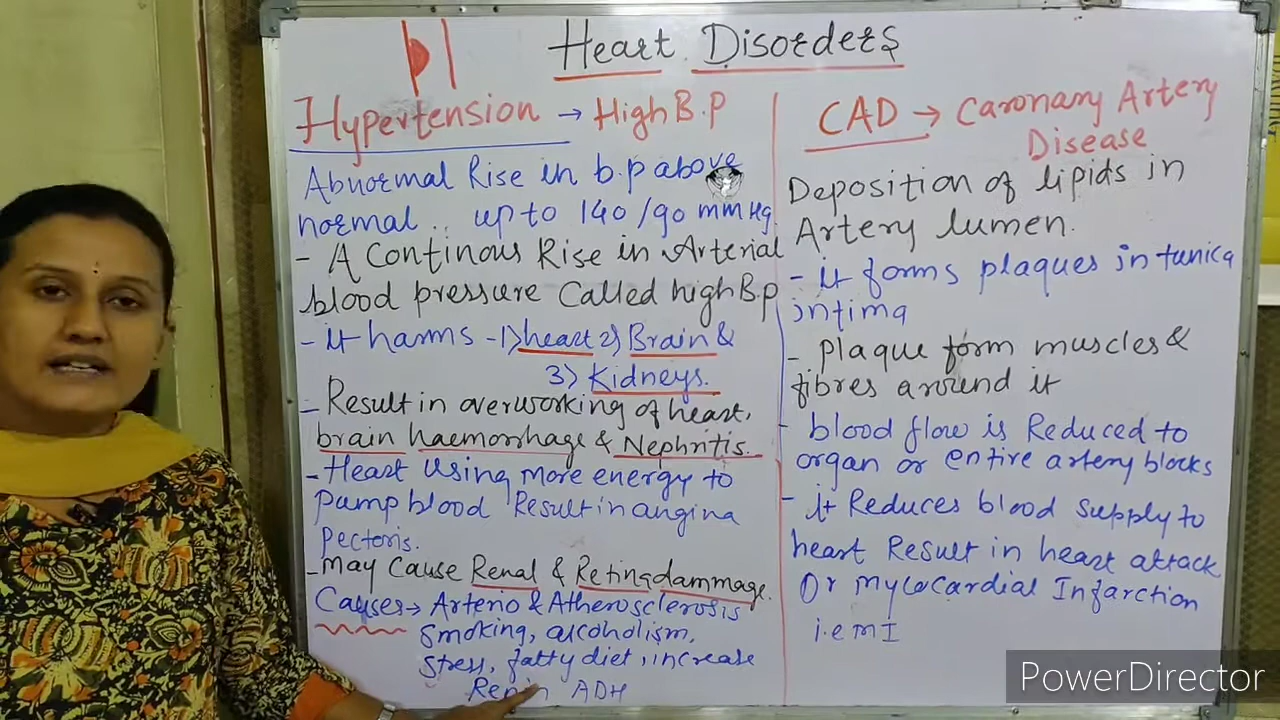 Heart Disorders
Hypertension → High B.P
Abnormal Rise in b.p above
normal .. up to 140/90 mmHg.
- A Continous Rise in Arterial
blood pressure Called high B.p
- it harms - 1) heart 2) Brain &
3) Kidneys.
- Result in overworking of heart,
brain haemorrhage & Nephritis.
- Heart Using more energy to
Pump blood Result in angina
Pectoris.
- may Cause Renal & Retina dammage.
Causes → Arterio & Atherosclerosis
Smoking, alcoholism,
Stress, fatty diet, increase
Renin ADH
CAD → Caronary Artery
Disease
Deposition of lipids in
Artery lumen.
- it forms plaques in tunica
intima
- Plaque form muscles &
fibres around it
- blood flow is Reduced to
organ or entire artery blocks
- it Reduces blood supply to
heart Result in heart attack
Or myocardial Infarction
i.e MI
PowerDirector